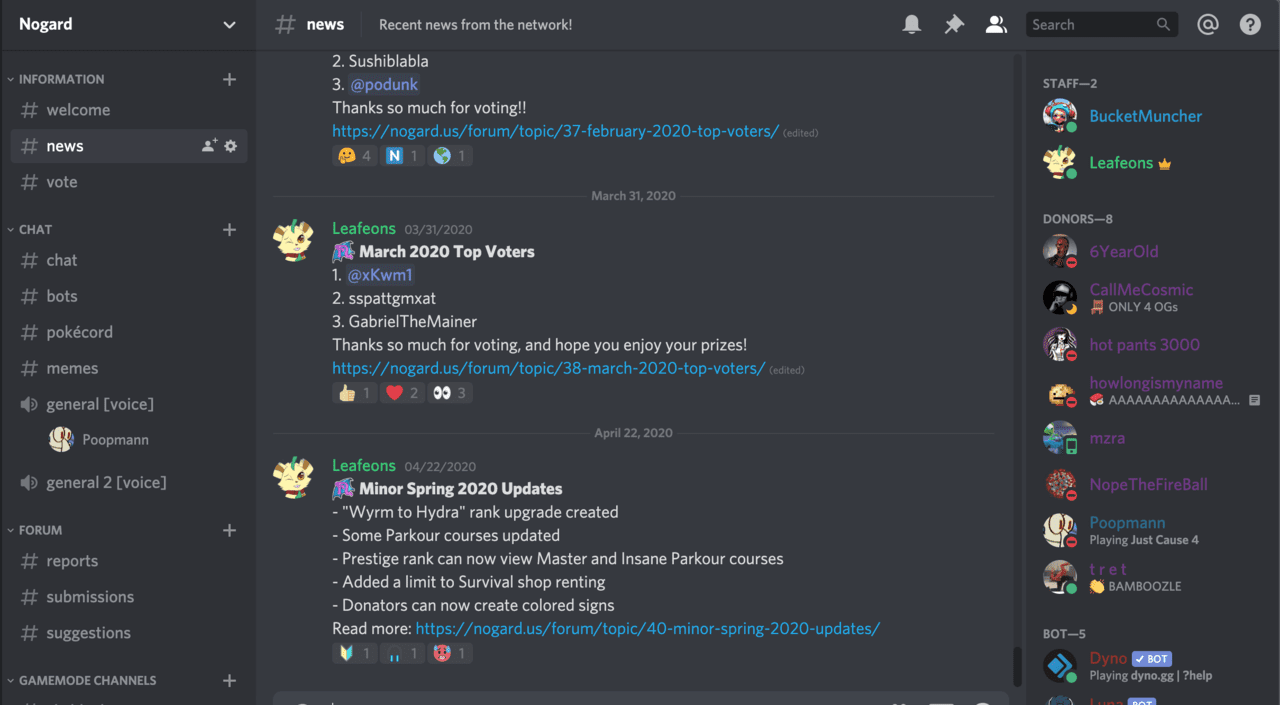 Nogard
INFORMATION
# welcome
# news
# vote
CHAT
# chat
# bots
# pokécord
# memes
general [voice]
Poopmann
general 2 [voice]
FORUM
# reports
# submissions
# suggestions
GAMEMODE CHANNELS
# news
Recent news from the network!
Search
2. Sushiblabla
3. @podunk
Thanks so much for voting!!
https://nogard.us/forum/topic/37-february-2020-top-voters/ (edited)
4 N 1 1
March 31, 2020
Leafeons 03/31/2020
March 2020 Top Voters
1. @xKwm1
2. sspattgmxat
3. GabrielTheMainer
Thanks so much for voting, and hope you enjoy your prizes!
https://nogard.us/forum/topic/38-march-2020-top-voters/ (edited)
1 2 3
April 22, 2020
Leafeons 04/22/2020
Minor Spring 2020 Updates
- "Wyrm to Hydra" rank upgrade created
- Some Parkour courses updated
- Prestige rank can now view Master and Insane Parkour courses
- Added a limit to Survival shop renting
- Donators can now create colored signs
Read more: https://nogard.us/forum/topic/40-minor-spring-2020-updates/
1 1 1
STAFF—2
BucketMuncher
Leafeons
DONORS—8
6YearOld
CallMeCosmic
ONLY 4 OGs
hot pants 3000
howlongismyname
AAAAAAAAAAAAAA...
mzra
NopeTheFireBall
Poopmann
Playing Just Cause 4
t r e t
BAMBOOZLE
BOT—5
Dyno BOT
Playing dyno.gg | ?help
BOT